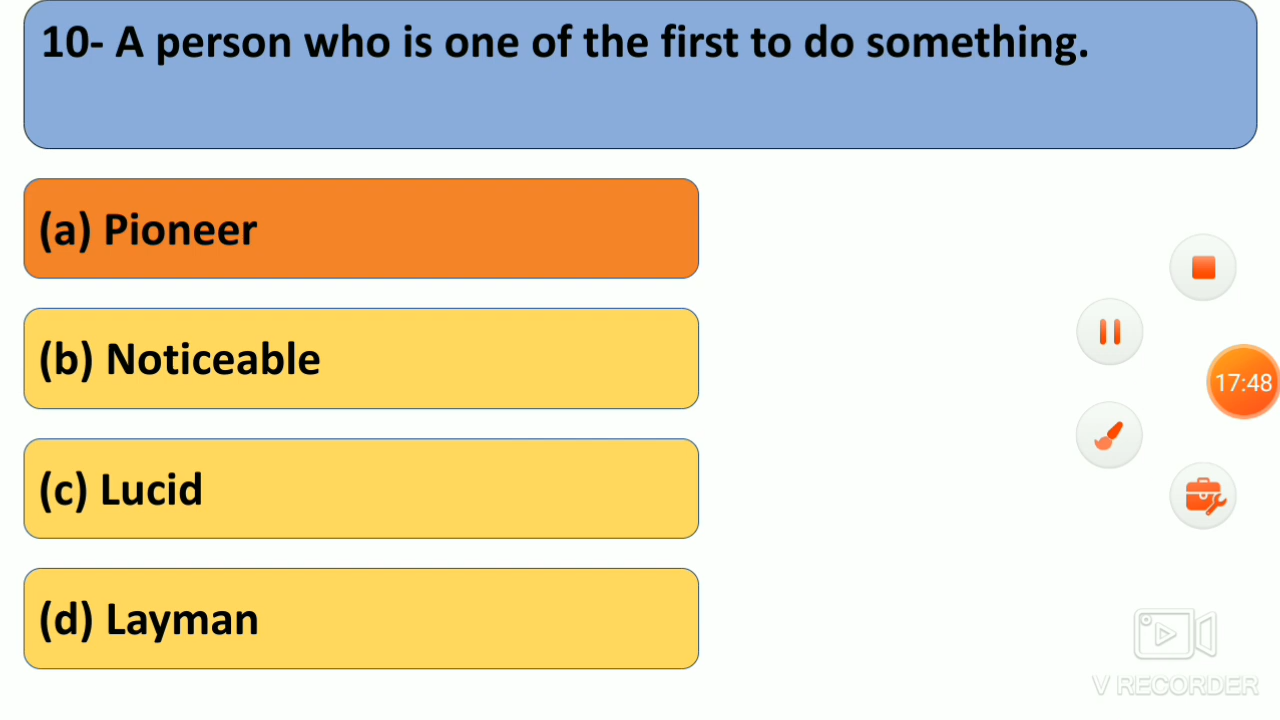 10- A person who is one of the first to do something.
(a) Pioneer
(b) Noticeable
(c) Lucid
(d) Layman
17:48
V RECORDER